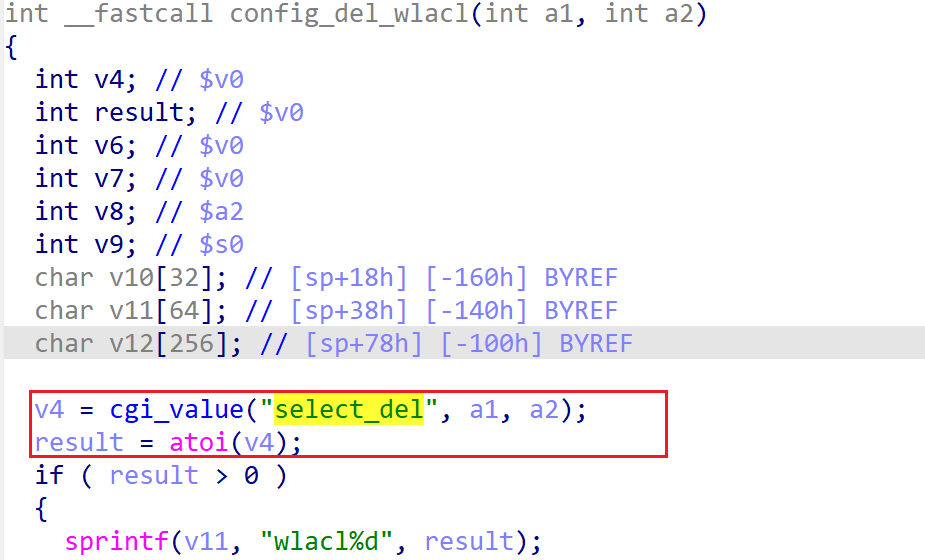 int __fastcall config_del_wlacl(int a1, int a2)
{
int v4; // $v0
int result; // $v0
int v6; // $v0
int v7; // $v0
int v8; // $a2
int v9; // $s0
char v10[32]; // [sp+18h] [-160h] BYREF
char v11[64]; // [sp+38h] [-140h] BYREF
char v12[256]; // [sp+78h] [-100h] BYREF
v4 = cgi_value("select_del", a1, a2);
result = atoi(v4);
if ( result > 0 )
{
sprintf(v11, "wlacl%d", result);